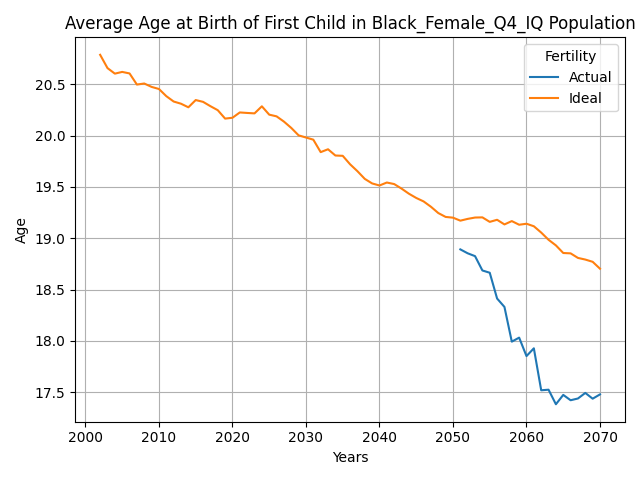 Average Age at Birth of First Child in Black_Female_Q4_IQ Population
Fertility
Actual
Ideal
20.5
20.0
19.5
19.0
18.5
18.0
17.5
Age
2000 2010 2020 2030 2040 2050 2060 2070
Years